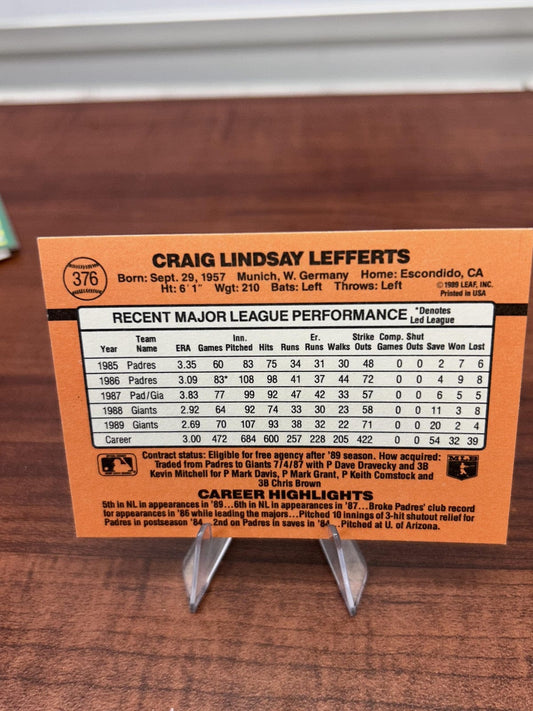 376
CRAIG LINDSAY LEFFERTS
Born: Sept. 29, 1957 Munich, W. Germany Home: Escondido, CA
Ht: 6'1" Wgt: 210 Bats: Left Throws: Left
©1989 LEAF, INC.
Printed in USA
RECENT MAJOR LEAGUE PERFORMANCE *Denotes Led League
Year Team Name ERA Games Inn. Pitched Hits Runs Er. Runs Walks Strike Outs Comp. Games Shut Outs Save Won Lost
1985 Padres 3.35 60 83 75 34 31 30 48 0 0 2 7 6
1986 Padres 3.09 83* 108 98 41 37 44 72 0 0 4 9 8
1987 Pad/Gia 3.83 77 99 92 47 42 33 57 0 0 6 5 5
1988 Giants 2.92 64 92 74 33 30 23 58 0 0 11 3 8
1989 Giants 2.69 70 107 93 38 32 22 71 0 0 20 2 4
Career 3.00 472 684 600 257 228 205 422 0 0 54 32 39
Contract status: Eligible for free agency after '89 season. How acquired:
Traded from Padres to Giants 7/4/87 with P Dave Dravecky and 3B
Kevin Mitchell for P Mark Davis, P Mark Grant, P Keith Comstock and
3B Chris Brown
MLB
CAREER HIGHLIGHTS
5th in NL in appearances in '89...6th in NL in appearances in '87...Broke Padres' club record
for appearances in '86 while leading the majors...Pitched 10 innings of 3-hit shutout relief for
Padres in postseason '84...2nd on Padres in saves in '84...Pitched at U. of Arizona.